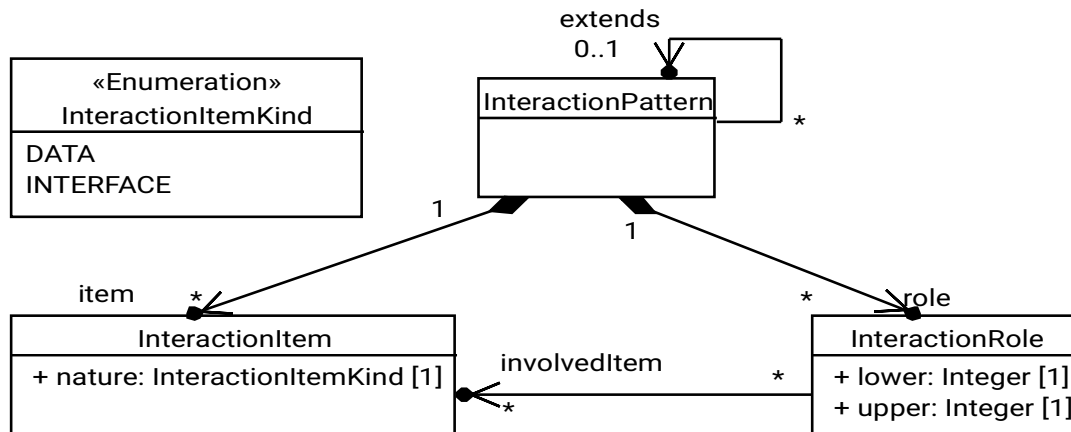 extends
0..1
«Enumeration»
InteractionItemKind
DATA
INTERFACE
InteractionPattern
*
1
1
item
*
*
role
InteractionItem
+ nature: InteractionItemKind [1]
involvedItem
*
*
InteractionRole
+ lower: Integer [1]
+ upper: Integer [1]